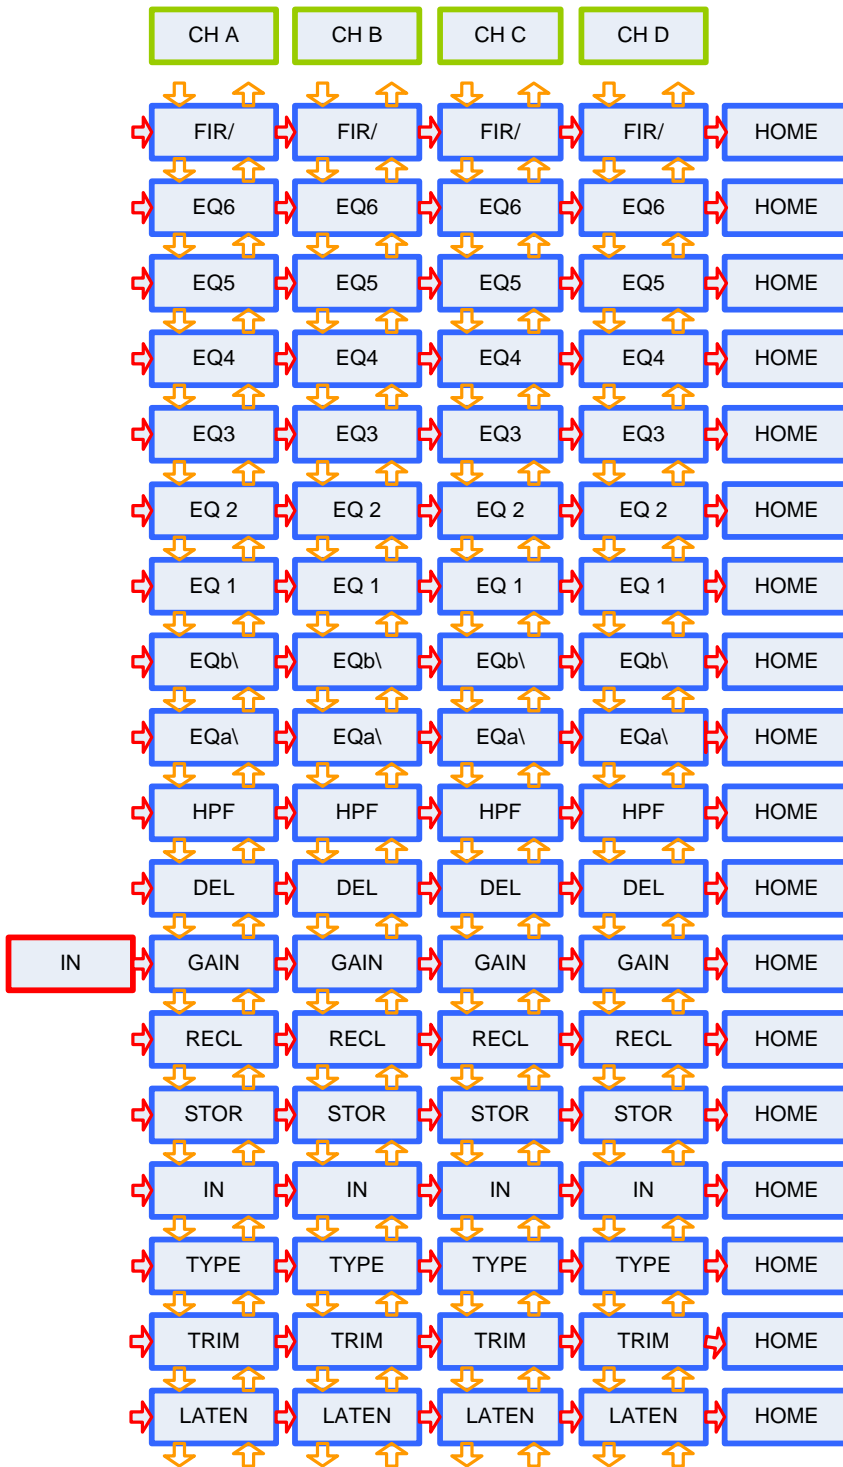 CH A CH B CH C CH D
FIR/ FIR/ FIR/ FIR/ HOME
EQ6 EQ6 EQ6 EQ6 HOME
EQ5 EQ5 EQ5 EQ5 HOME
EQ4 EQ4 EQ4 EQ4 HOME
EQ3 EQ3 EQ3 EQ3 HOME
EQ 2 EQ 2 EQ 2 EQ 2 HOME
EQ 1 EQ 1 EQ 1 EQ 1 HOME
EQb\ EQb\ EQb\ EQb\ HOME
EQa\ EQa\ EQa\ EQa\ HOME
HPF HPF HPF HPF HOME
DEL DEL DEL DEL HOME
IN GAIN GAIN GAIN GAIN HOME
RECL RECL RECL RECL HOME
STOR STOR STOR STOR HOME
IN IN IN IN HOME
TYPE TYPE TYPE TYPE HOME
TRIM TRIM TRIM TRIM HOME
LATEN LATEN LATEN LATEN HOME